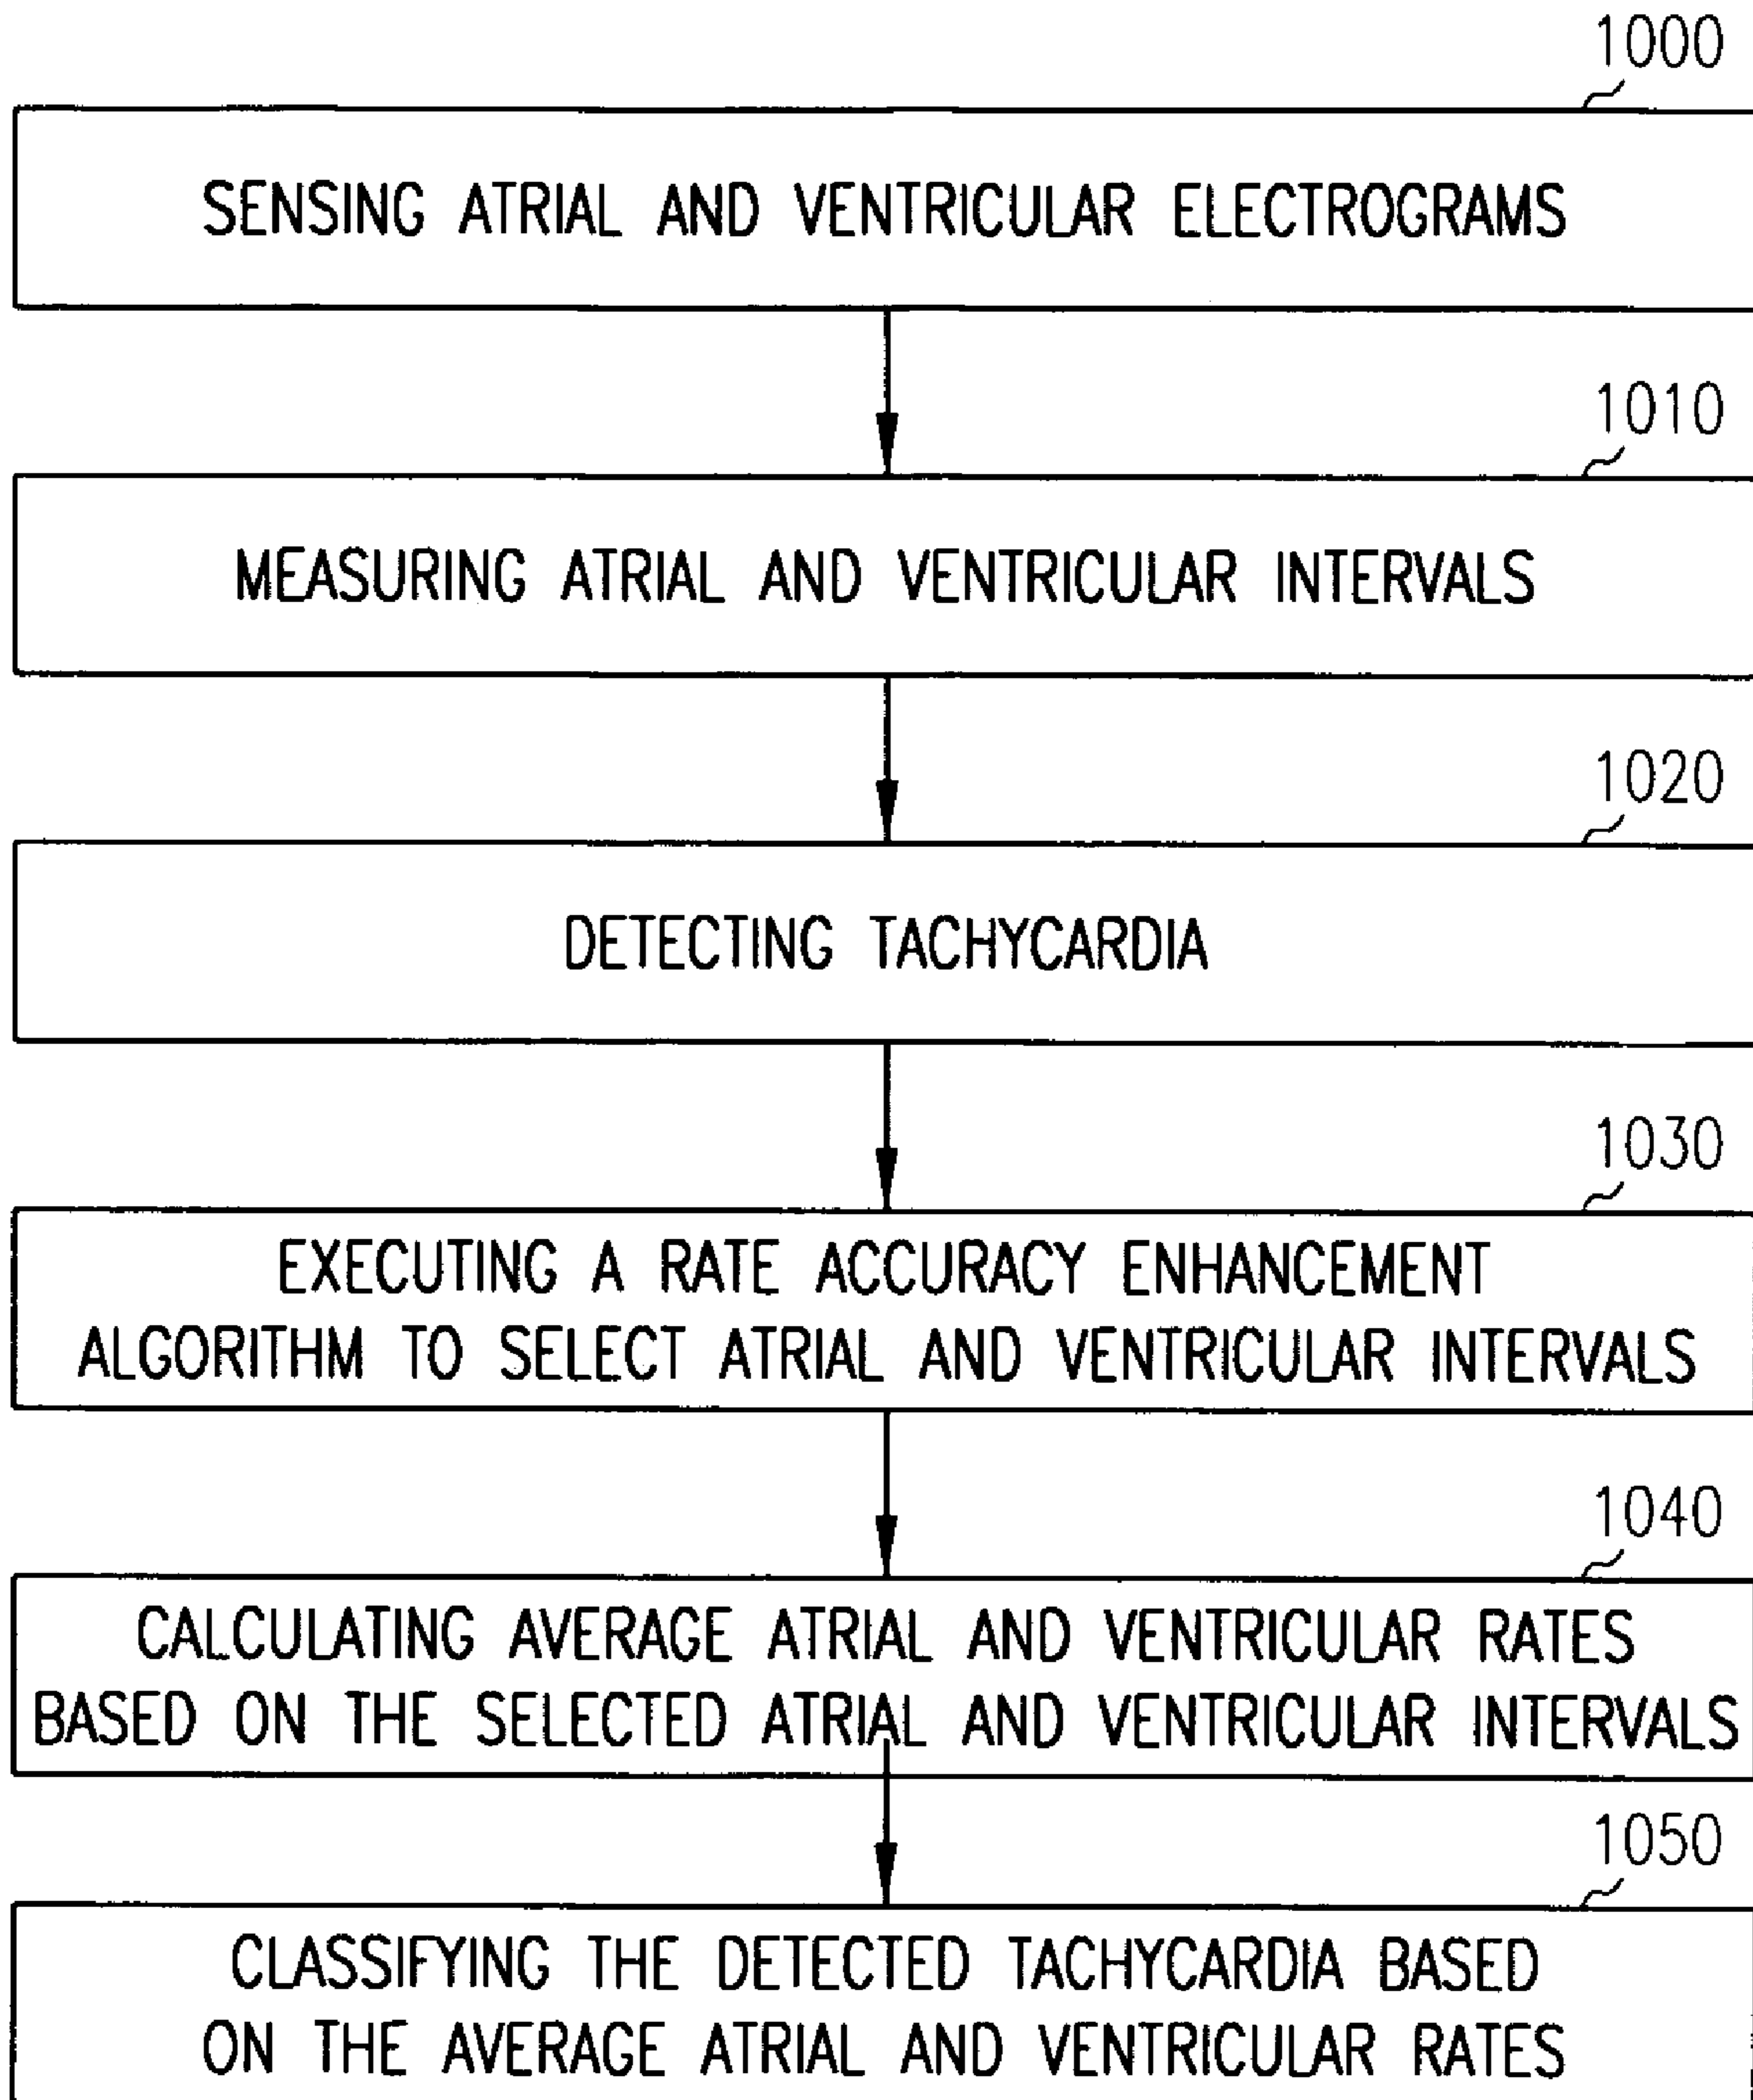 1000
SENSING ATRIAL AND VENTRICULAR ELECTROGRAMS
1010
MEASURING ATRIAL AND VENTRICULAR INTERVALS
1020
DETECTING TACHYCARDIA
1030
EXECUTING A RATE ACCURACY ENHANCEMENT
ALGORITHM TO SELECT ATRIAL AND VENTRICULAR INTERVALS
1040
CALCULATING AVERAGE ATRIAL AND VENTRICULAR RATES
BASED ON THE SELECTED ATRIAL AND VENTRICULAR INTERVALS
1050
CLASSIFYING THE DETECTED TACHYCARDIA BASED
ON THE AVERAGE ATRIAL AND VENTRICULAR RATES